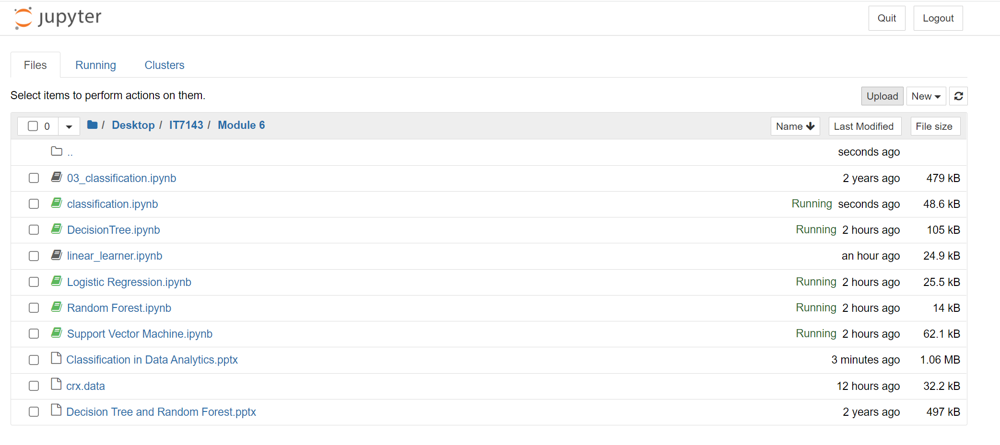 jupyter Quit Logout
Files Running Clusters
Select items to perform actions on them. Upload New
0 / Desktop / IT7143 / Module 6 Name Last Modified File size
.. seconds ago
03_classification.ipynb 2 years ago 479 kB
classification.ipynb Running seconds ago 48.6 kB
DecisionTree.ipynb Running 2 hours ago 105 kB
linear_learner.ipynb an hour ago 24.9 kB
Logistic Regression.ipynb Running 2 hours ago 25.5 kB
Random Forest.ipynb Running 2 hours ago 14 kB
Support Vector Machine.ipynb Running 2 hours ago 62.1 kB
Classification in Data Analytics.pptx 3 minutes ago 1.06 MB
crx.data 12 hours ago 32.2 kB
Decision Tree and Random Forest.pptx 2 years ago 497 kB